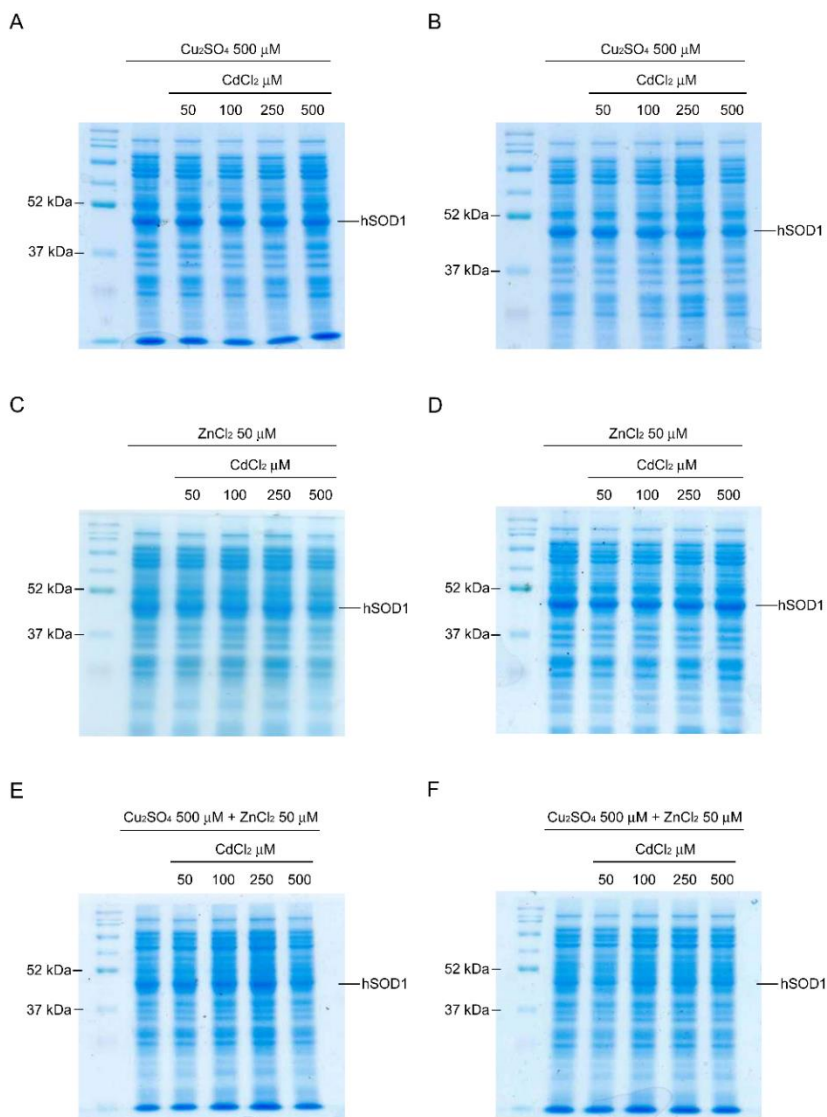 A
Cu₂SO₄ 500 μM
CdCl₂ μM
50 100 250 500
52 kDa
hSOD1
37 kDa
B
Cu₂SO₄ 500 μM
CdCl₂ μM
50 100 250 500
52 kDa
hSOD1
37 kDa
C
ZnCl₂ 50 μM
CdCl₂ μM
50 100 250 500
52 kDa
hSOD1
37 kDa
D
ZnCl₂ 50 μM
CdCl₂ μM
50 100 250 500
52 kDa
hSOD1
37 kDa
E
Cu₂SO₄ 500 μM + ZnCl₂ 50 μM
CdCl₂ μM
50 100 250 500
52 kDa
hSOD1
37 kDa
F
Cu₂SO₄ 500 μM + ZnCl₂ 50 μM
CdCl₂ μM
50 100 250 500
52 kDa
hSOD1
37 kDa